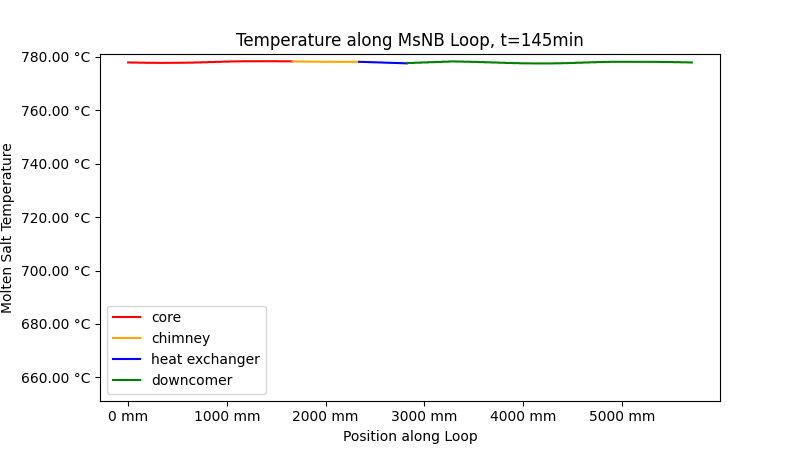 Temperature along MsNB Loop, t=145min
Molten Salt Temperature
780.00 °C
760.00 °C
740.00 °C
720.00 °C
700.00 °C
680.00 °C
660.00 °C
core
chimney
heat exchanger
downcomer
0 mm
1000 mm
2000 mm
3000 mm
4000 mm
5000 mm
Position along Loop